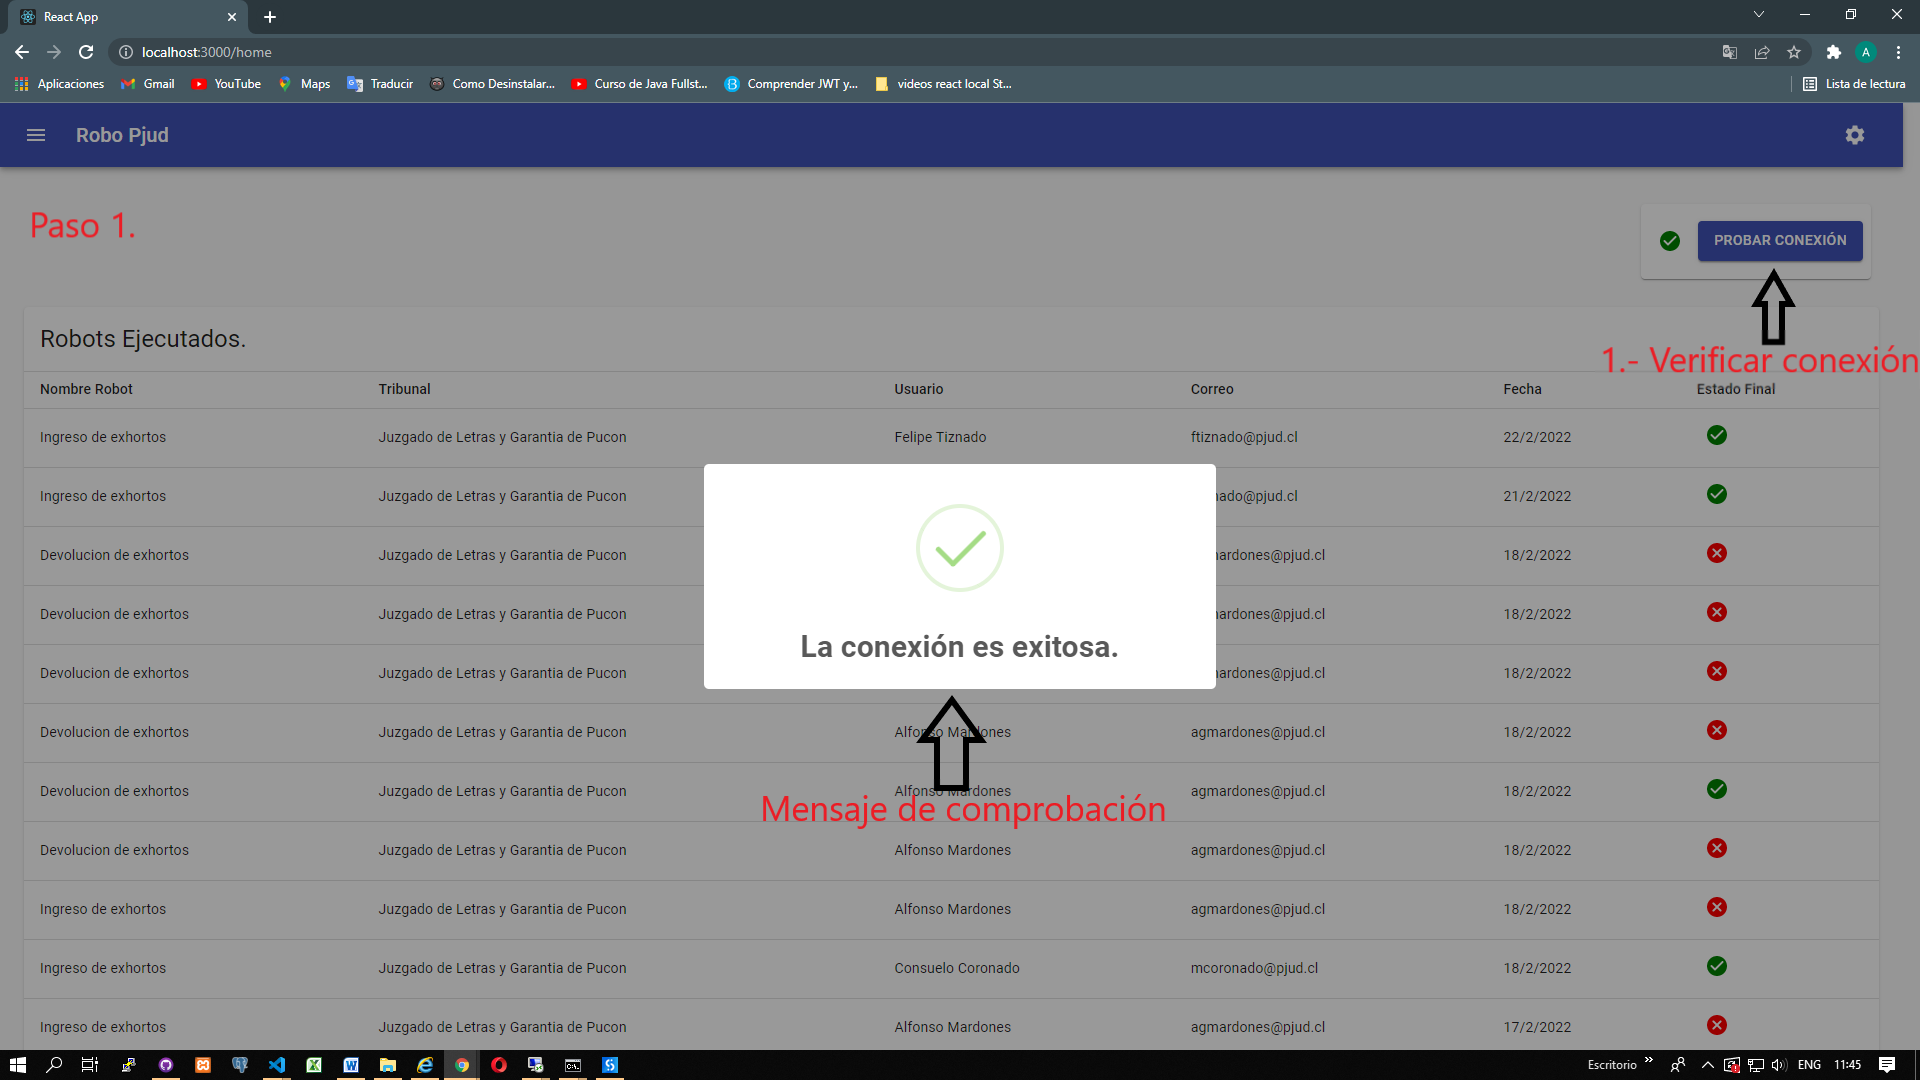 React App
localhost:3000/home
Aplicaciones Gmail YouTube Maps Traducir Como Desinstalar... Curso de Java Fullst... Comprender JWT y... videos react local St... Lista de lectura
Robo Pjud
Paso 1.
PROBAR CONEXIÓN
1.- Verificar conexión
Robots Ejecutados.
Nombre Robot Tribunal Usuario Correo Fecha Estado Final
Ingreso de exhortos Juzgado de Letras y Garantia de Pucon Felipe Tiznado ftiznado@pjud.cl 22/2/2022
Ingreso de exhortos Juzgado de Letras y Garantia de Pucon nado@pjud.cl 21/2/2022
Devolucion de exhortos Juzgado de Letras y Garantia de Pucon nardones@pjud.cl 18/2/2022
Devolucion de exhortos Juzgado de Letras y Garantia de Pucon nardones@pjud.cl 18/2/2022
Devolucion de exhortos Juzgado de Letras y Garantia de Pucon nardones@pjud.cl 18/2/2022
La conexión es exitosa.
Devolucion de exhortos Juzgado de Letras y Garantia de Pucon Alfonso Mardones agmardones@pjud.cl 18/2/2022
Devolucion de exhortos Juzgado de Letras y Garantia de Pucon Alfonso Mardones agmardones@pjud.cl 18/2/2022
Mensaje de comprobación
Devolucion de exhortos Juzgado de Letras y Garantia de Pucon Alfonso Mardones agmardones@pjud.cl 18/2/2022
Ingreso de exhortos Juzgado de Letras y Garantia de Pucon Alfonso Mardones agmardones@pjud.cl 18/2/2022
Ingreso de exhortos Juzgado de Letras y Garantia de Pucon Consuelo Coronado mcoronado@pjud.cl 18/2/2022
Ingreso de exhortos Juzgado de Letras y Garantia de Pucon Alfonso Mardones agmardones@pjud.cl 17/2/2022
Escritorio ENG 11:45